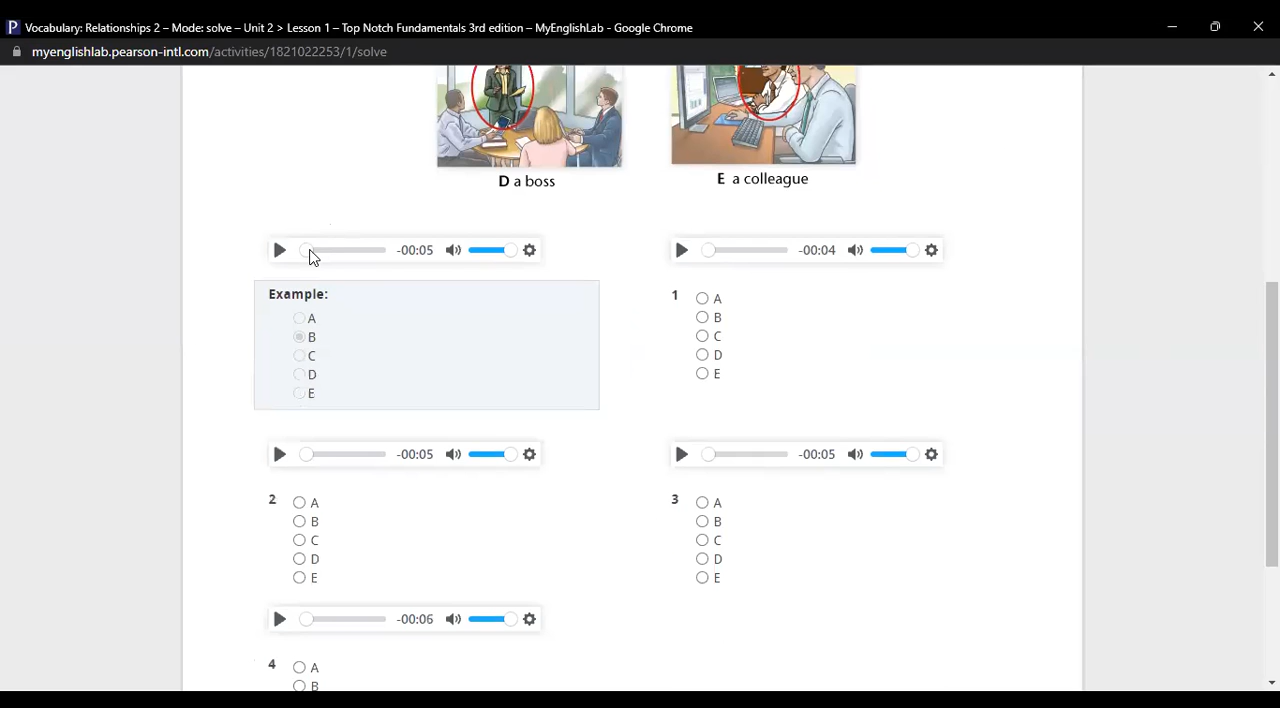 Vocabulary: Relationships 2 – Mode: solve – Unit 2 > Lesson 1 – Top Notch Fundamentals 3rd edition – MyEnglishLab - Google Chrome
myenglishlab.pearson-intl.com/activities/1821022253/1/solve
D a boss
E a colleague
-00:05
-00:04
Example:
A
B
C
D
E
1
A
B
C
D
E
-00:05
-00:05
2
A
B
C
D
E
3
A
B
C
D
E
-00:06
4
A
B